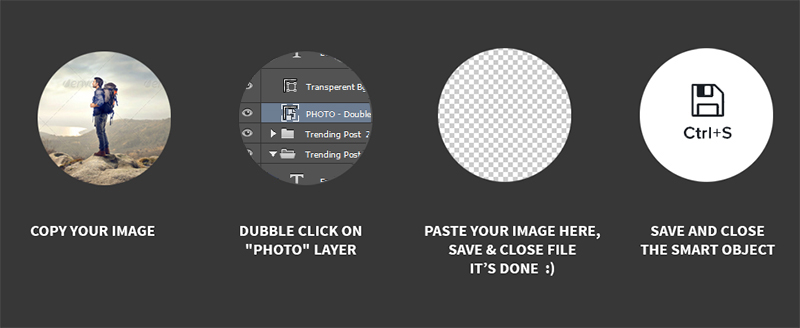 Transperent Bg
PHOTO - Double
Trending Post 2
Trending Post
Ctrl+S
COPY YOUR IMAGE
DUBBLE CLICK ON
"PHOTO" LAYER
PASTE YOUR IMAGE HERE,
SAVE & CLOSE FILE
IT’S DONE :)
SAVE AND CLOSE
THE SMART OBJECT